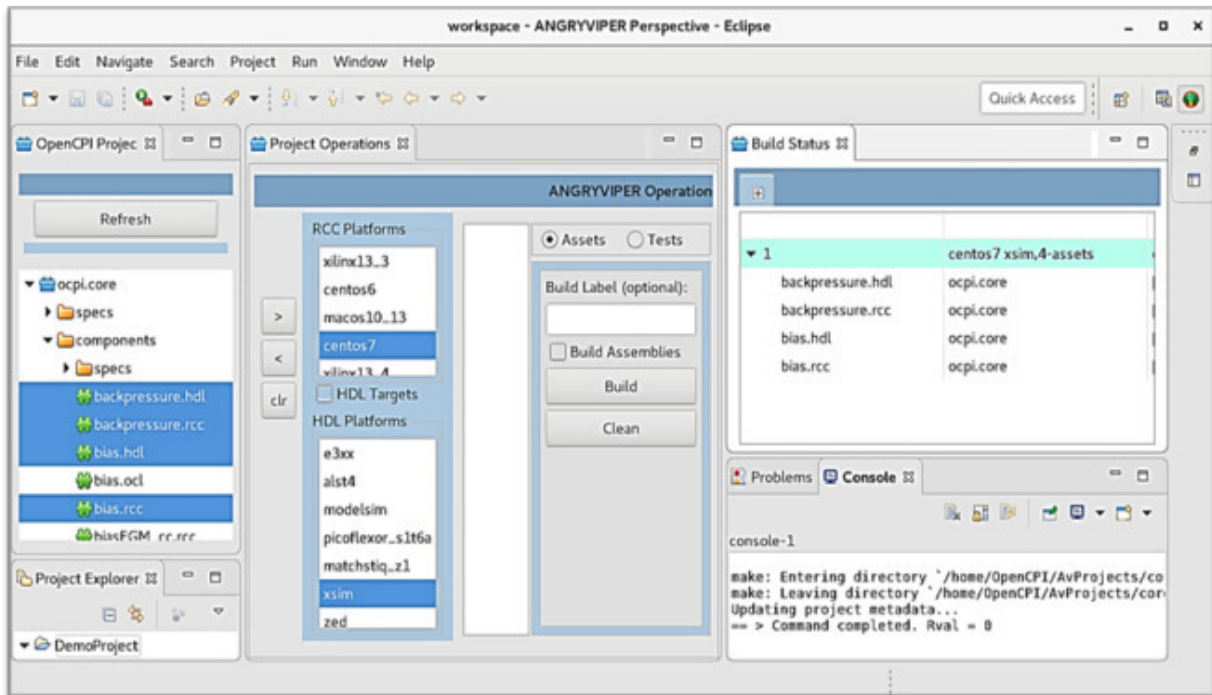 workspace - ANGRYVIPER Perspective - Eclipse
File Edit Navigate Search Project Run Window Help
Quick Access
OpenCPI Projec
Refresh
ocpi.core
specs
components
specs
backpressure.hdl
backpressure.rcc
bias.hdl
bias.ocl
bias.rcc
Project Explorer
DemoProject
Project Operations
ANGRYVIPER Operation
RCC Platforms
xilinx13_3
centos6
macos10_13
centos7
xilinx13_4
HDL Targets
HDL Platforms
e3xx
alst4
modelsim
picoflexor_s1t6a
matchstiq_z1
xsim
zed
>
<
clr
Assets Tests
Build Label (optional):
Build Assemblies
Build
Clean
Build Status
1 centos7 xsim,4-assets
backpressure.hdl ocpi.core
backpressure.rcc ocpi.core
bias.hdl ocpi.core
bias.rcc ocpi.core
Problems Console
console-1
make: Entering directory `/home/OpenCPI/AvProjects/co
make: Leaving directory `/home/OpenCPI/AvProjects/cor
Updating project metadata...
== > Command completed. Rval = 0